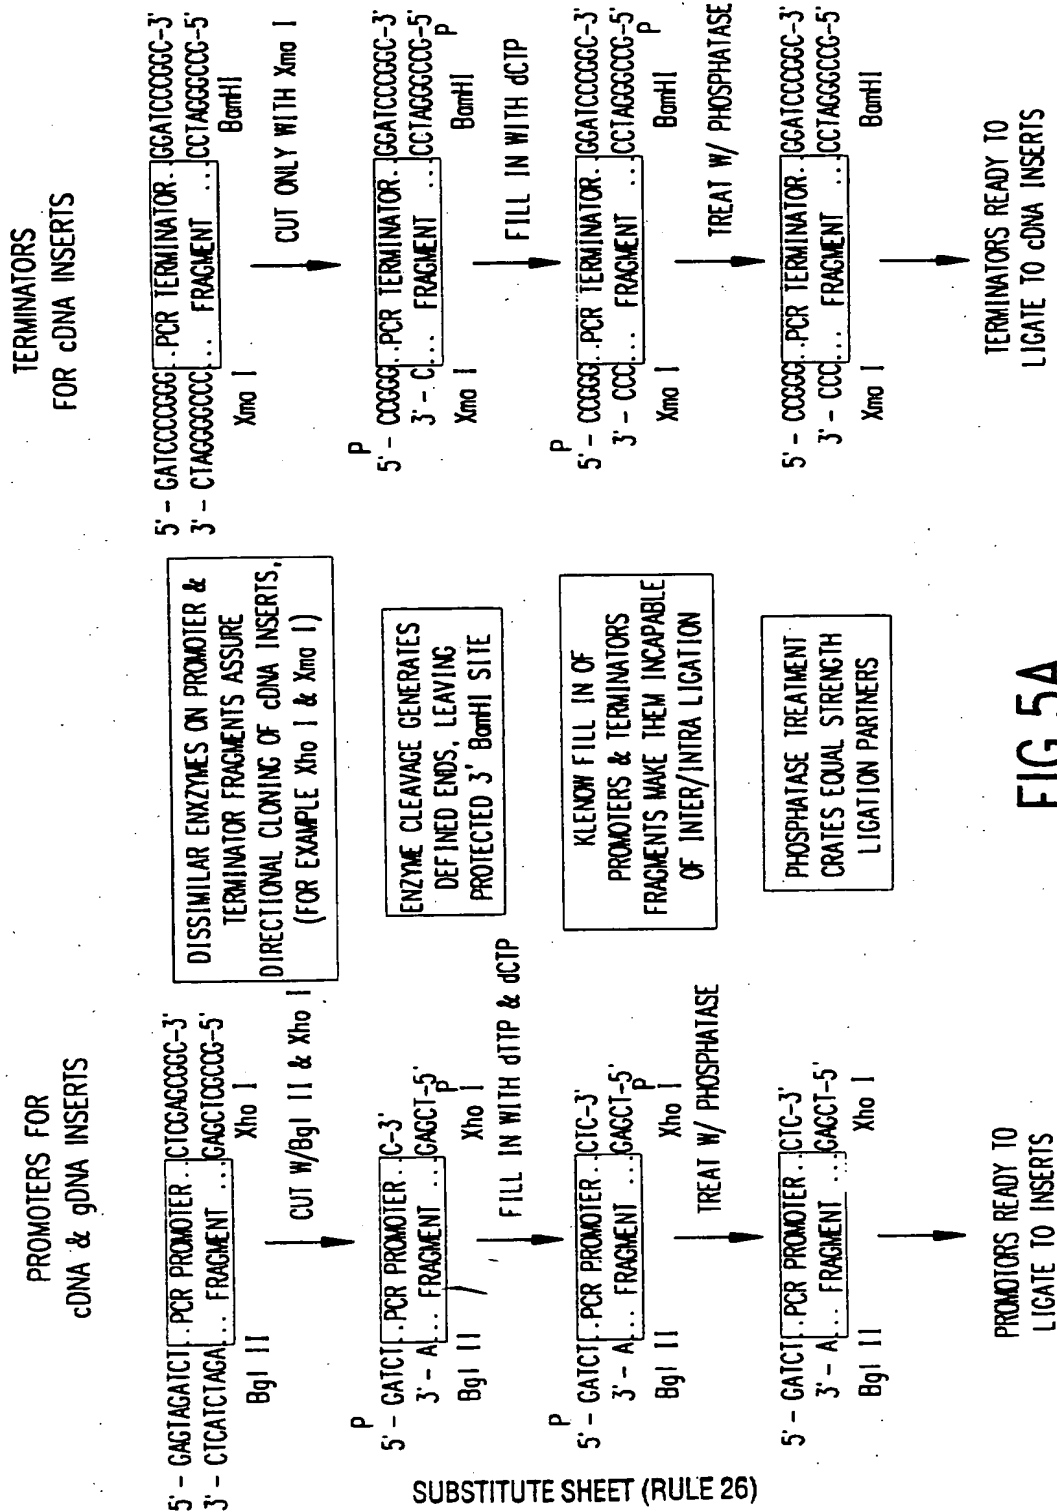 PROMOTERS FOR
cDNA & gDNA INSERTS
5' - GAGTAGATCT..PCR PROMOTER..CTCGAGCGGC-3'
3' - CTCATCTAGA... FRAGMENT ...GAGCTCGCCG-5'
Bgl II
Xho I
CUT W/Bgl II & Xho I
P
5' - GATCT..PCR PROMOTER..C-3'
3' - A... FRAGMENT ...GAGCT-5'
P
Bgl II
Xho I
FILL IN WITH dTTP & dCTP
P
5' - GATCT..PCR PROMOTER..CTC-3'
3' - A... FRAGMENT ...GAGCT-5'
P
Bgl II
Xho I
TREAT W/ PHOSPHATASE
5' - GATCT..PCR PROMOTER..CTC-3'
3' - A... FRAGMENT ...GAGCT-5'
Bgl II
Xho I
PROMOTORS READY TO
LIGATE TO INSERTS
DISSIMILAR ENXZYMES ON PROMOTER &
TERMINATOR FRAGMENTS ASSURE
DIRECTIONAL CLONING OF cDNA INSERTS,
(FOR EXAMPLE Xho I & Xma I)
ENZYME CLEAVAGE GENERATES
DEFINED ENDS, LEAVING
PROTECTED 3' BamHI SITE
KLENOW FILL IN OF
PROMOTERS & TERMINATORS
FRAGMENTS MAKE THEM INCAPABLE
OF INTER/INTRA LIGATION
PHOSPHATASE TREATMENT
CRATES EQUAL STRENGTH
LIGATION PARTNERS
TERMINATORS
FOR cDNA INSERTS
5' - GATCCCCGGG..PCR TERMINATOR..GGATCCCGGC-3'
3' - CTAGGGGCCC... FRAGMENT ...CCTAGGGCCG-5'
Xma I
BamHI
CUT ONLY WITH Xma I
P
5' - CCGGG..PCR TERMINATOR..GGATCCCGGC-3'
3' - C... FRAGMENT ...CCTAGGGCCG-5'
P
Xma I
BamHI
FILL IN WITH dCTP
P
5' - CCGGG..PCR TERMINATOR..GGATCCCGGC-3'
3' - CCC... FRAGMENT ...CCTAGGGCCG-5'
P
Xma I
BamHI
TREAT W/ PHOSPHATASE
5' - CCGGG..PCR TERMINATOR..GGATCCCGGC-3'
3' - CCC... FRAGMENT ...CCTAGGGCCG-5'
Xma I
BamHI
TERMINATORS READY TO
LIGATE TO cDNA INSERTS
FIG.5A
SUBSTITUTE SHEET (RULE 26)